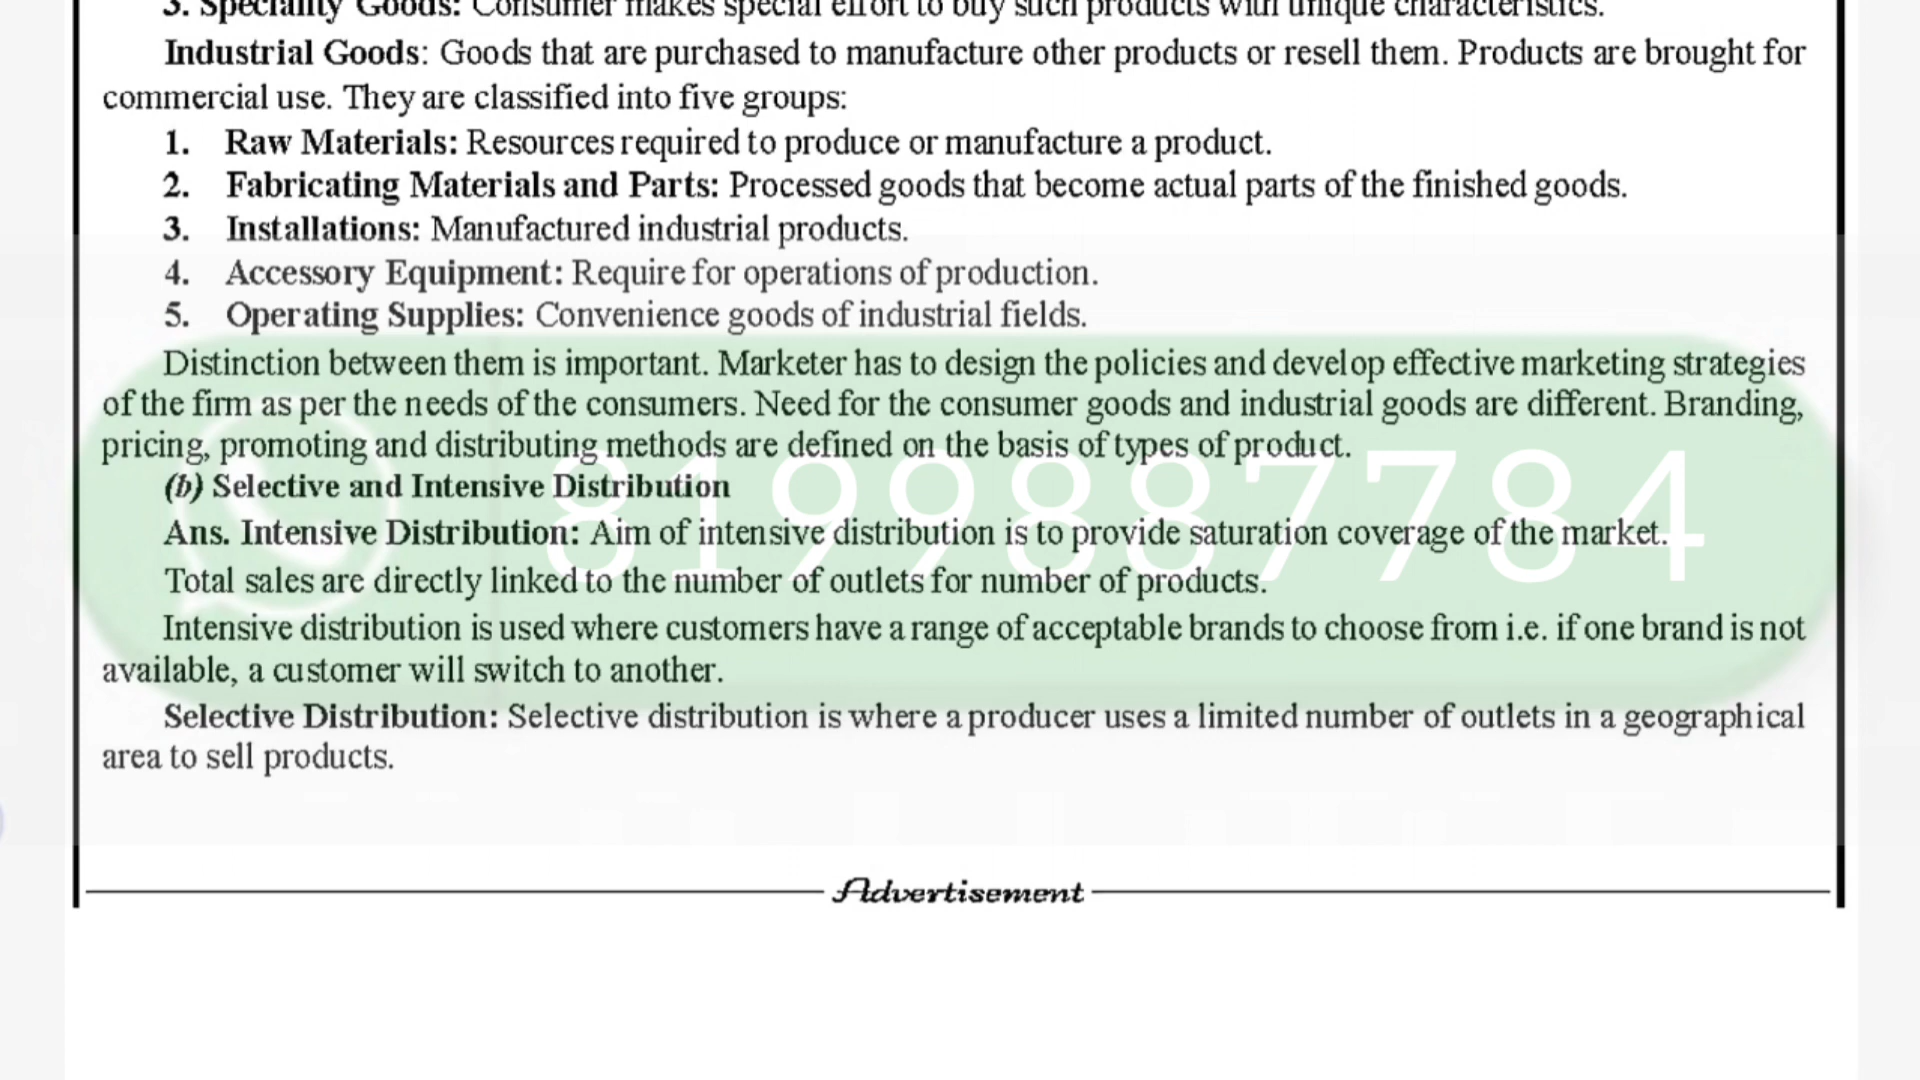 3. Speciality Goods: Consumer makes special effort to buy such products with unique characteristics.
Industrial Goods: Goods that are purchased to manufacture other products or resell them. Products are brought for
commercial use. They are classified into five groups:
1. Raw Materials: Resources required to produce or manufacture a product.
2. Fabricating Materials and Parts: Processed goods that become actual parts of the finished goods.
3. Installations: Manufactured industrial products.
4. Accessory Equipment: Require for operations of production.
5. Operating Supplies: Convenience goods of industrial fields.
Distinction between them is important. Marketer has to design the policies and develop effective marketing strategies
of the firm as per the needs of the consumers. Need for the consumer goods and industrial goods are different. Branding,
pricing, promoting and distributing methods are defined on the basis of types of product.
(b) Selective and Intensive Distribution
8199887784
Ans. Intensive Distribution: Aim of intensive distribution is to provide saturation coverage of the market.
Total sales are directly linked to the number of outlets for number of products.
Intensive distribution is used where customers have a range of acceptable brands to choose from i.e. if one brand is not
available, a customer will switch to another.
Selective Distribution: Selective distribution is where a producer uses a limited number of outlets in a geographical
area to sell products.
Advertisement